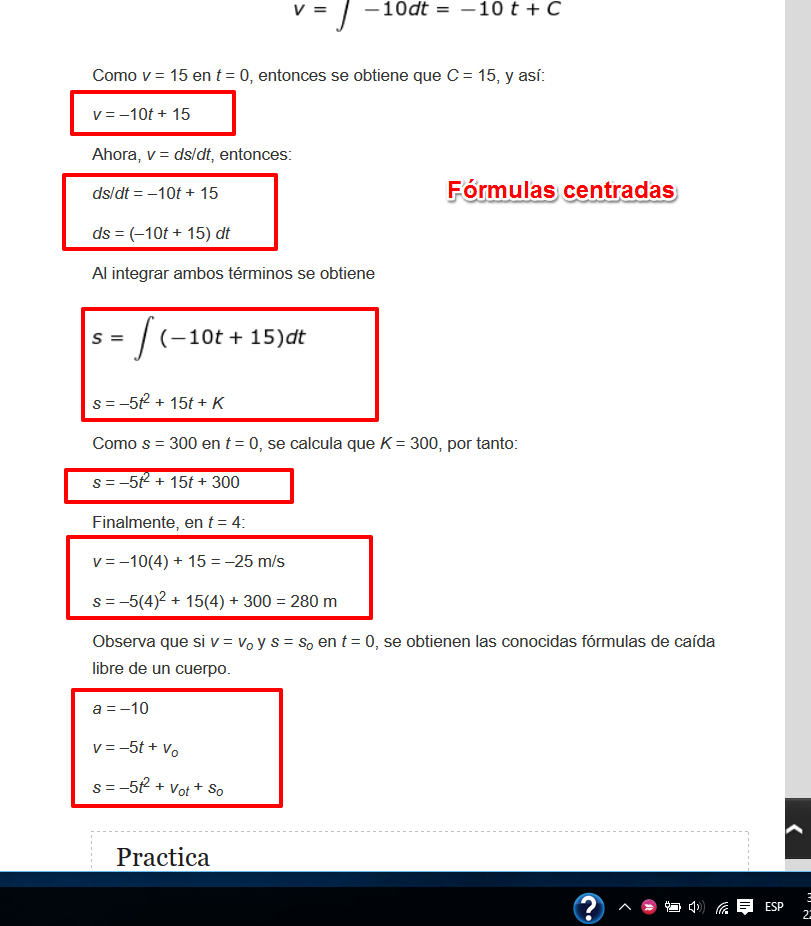 v = ∫ −10dt = −10 t + C
Como v = 15 en t = 0, entonces se obtiene que C = 15, y así:
v = –10t + 15
Ahora, v = ds/dt, entonces:
ds/dt = –10t + 15
Fórmulas centradas
ds = (–10t + 15) dt
Al integrar ambos términos se obtiene
s = ∫ (−10t + 15)dt
s = –5t² + 15t + K
Como s = 300 en t = 0, se calcula que K = 300, por tanto:
s = –5t² + 15t + 300
Finalmente, en t = 4:
v = –10(4) + 15 = –25 m/s
s = –5(4)² + 15(4) + 300 = 280 m
Observa que si v = vₒ y s = sₒ en t = 0, se obtienen las conocidas fórmulas de caída
libre de un cuerpo.
a = –10
v = –5t + vₒ
s = –5t² + vₒₜ + sₒ
Practica
? ESP